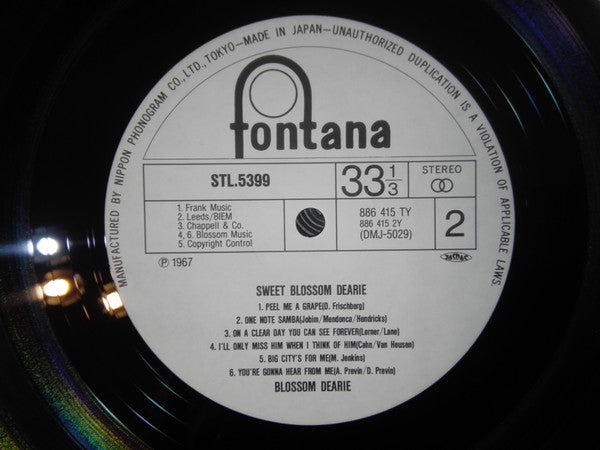 MANUFACTURED BY NIPPON PHONOGRAM CO., LTD., TOKYO—MADE IN JAPAN—UNAUTHORIZED DUPLICATION IS A VIOLATION OF APPLICABLE LAWS.
fontana
STL.5399
33 1/3
STEREO
1. Frank Music
2. Leeds/BIEM
3. Chappell & Co.
4, 6. Blossom Music
5. Copyright Control
886 415 TY
886 415 2Y
(DMJ-5029)
2
Ⓟ 1967
JASRAC
SWEET BLOSSOM DEARIE
1. PEEL ME A GRAPE(D. Frischberg)
2. ONE NOTE SAMBA(Jobim/Mendonca/Hendricks)
3. ON A CLEAR DAY YOU CAN SEE FOREVER(Lerner/Lane)
4. I'LL ONLY MISS HIM WHEN I THINK OF HIM(Cahn/Van Heusen)
5. BIG CITY'S FOR ME(M. Jenkins)
6. YOU'RE GONNA HEAR FROM ME(A. Previn/D. Previn)
BLOSSOM DEARIE